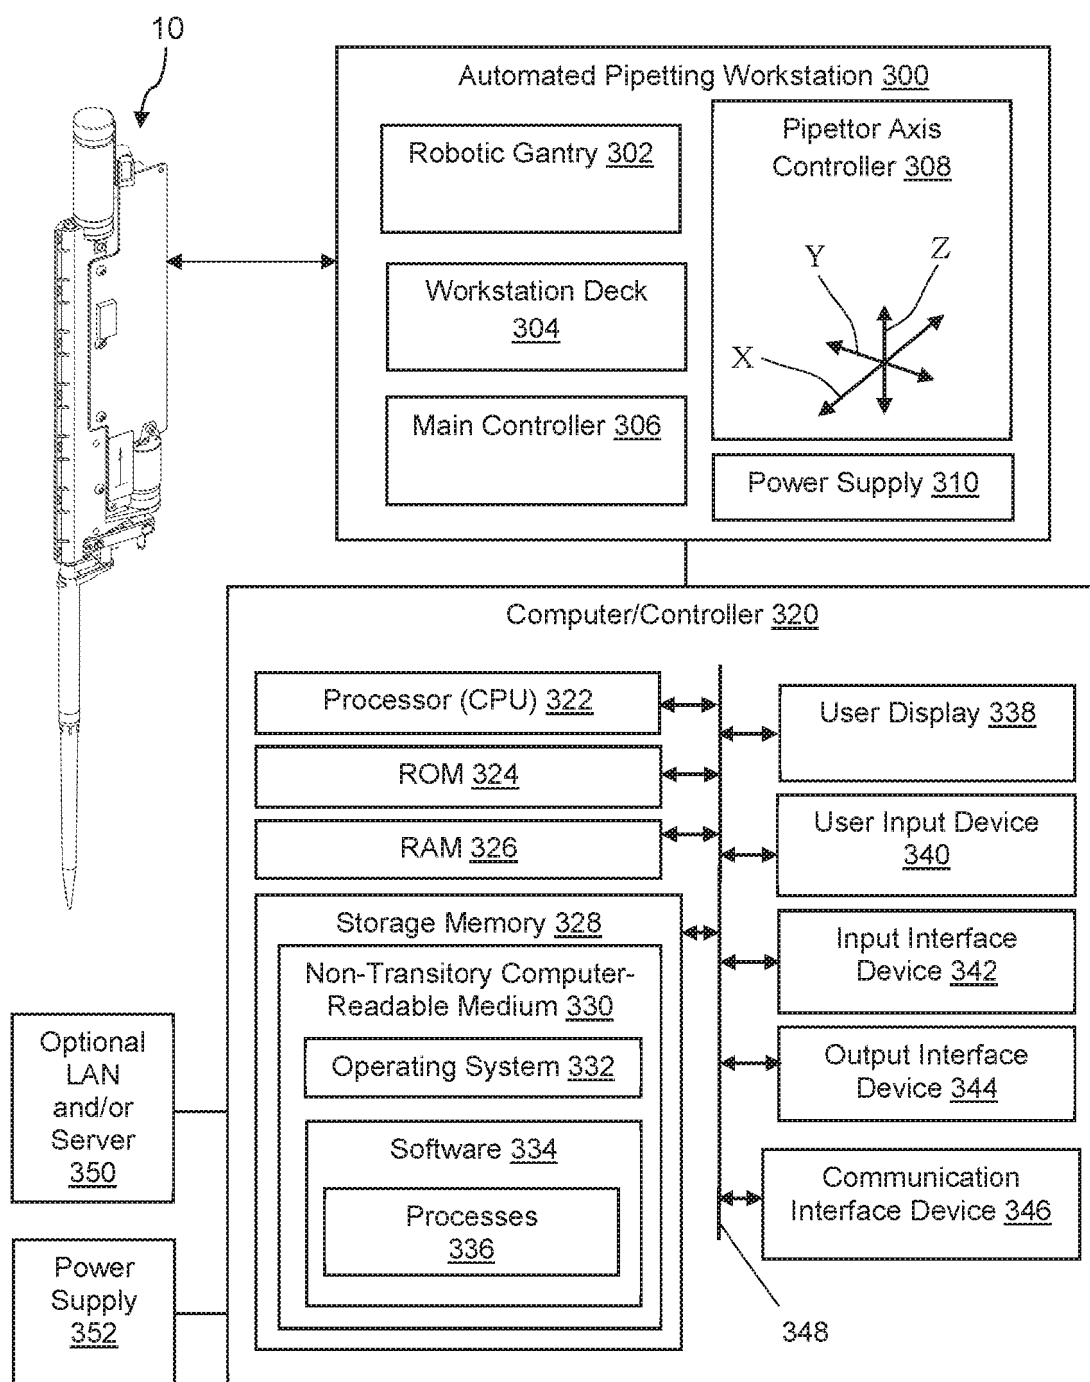 10
Automated Pipetting Workstation 300
Robotic Gantry 302
Workstation Deck
304
Main Controller 306
Pipettor Axis
Controller 308
Y
Z
X
Power Supply 310
Computer/Controller 320
Processor (CPU) 322
ROM 324
RAM 326
Storage Memory 328
Non-Transitory Computer-
Readable Medium 330
Operating System 332
Software 334
Processes
336
User Display 338
User Input Device
340
Input Interface
Device 342
Output Interface
Device 344
Communication
Interface Device 346
348
Optional
LAN
and/or
Server
350
Power
Supply
352